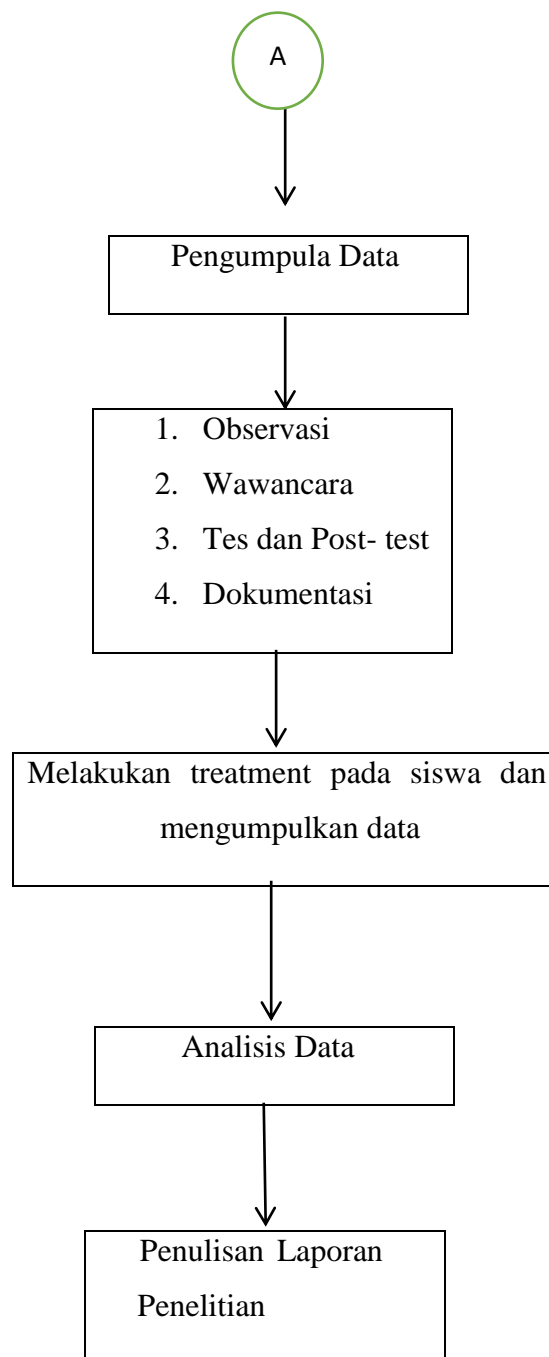 A
Pengumpula Data
1. Observasi
2. Wawancara
3. Tes dan Post- test
4. Dokumentasi
Melakukan treatment pada siswa dan
mengumpulkan data
Analisis Data
Penulisan Laporan
Penelitian